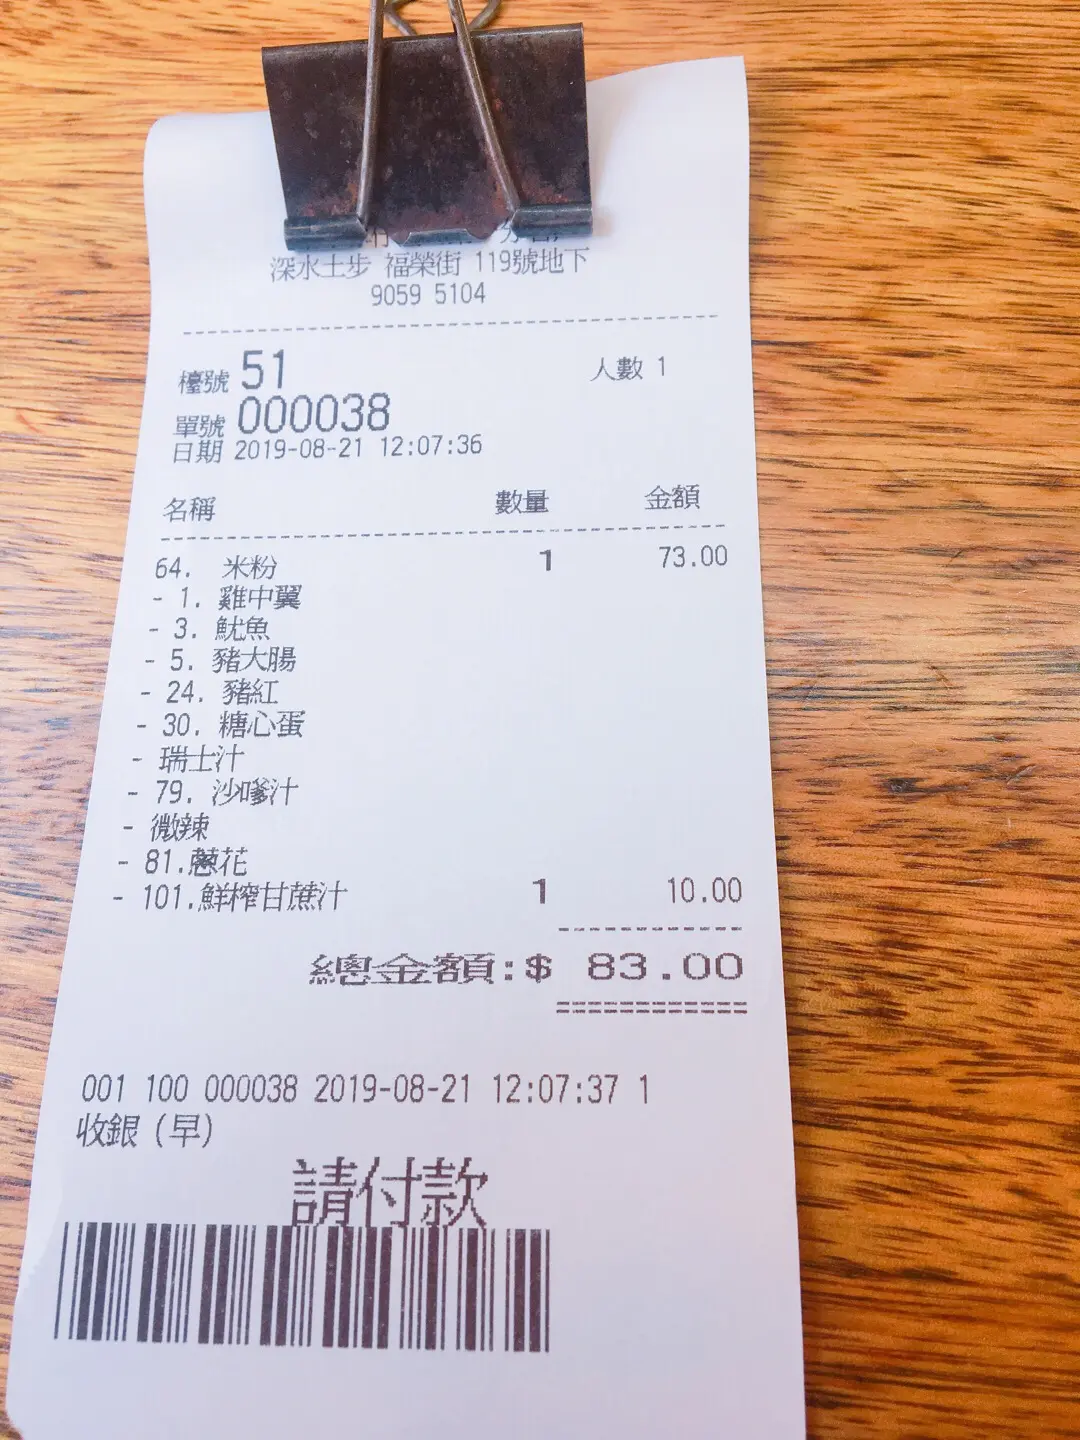 深水土步 福榮街 119號地下
9059 5104
檯號 51 人數 1
單號 000038
日期 2019-08-21 12:07:36
名稱 數量 金額
64. 米粉 1 73.00
- 1. 雞中翼
- 3. 魷魚
- 5. 豬大腸
- 24. 豬紅
- 30. 糖心蛋
- 瑞士汁
- 79. 沙嗲汁
- 微辣
- 81.蔥花
- 101.鮮榨甘蔗汁 1 10.00
總金額:$ 83.00
001 100 000038 2019-08-21 12:07:37 1
收銀（早）
請付款